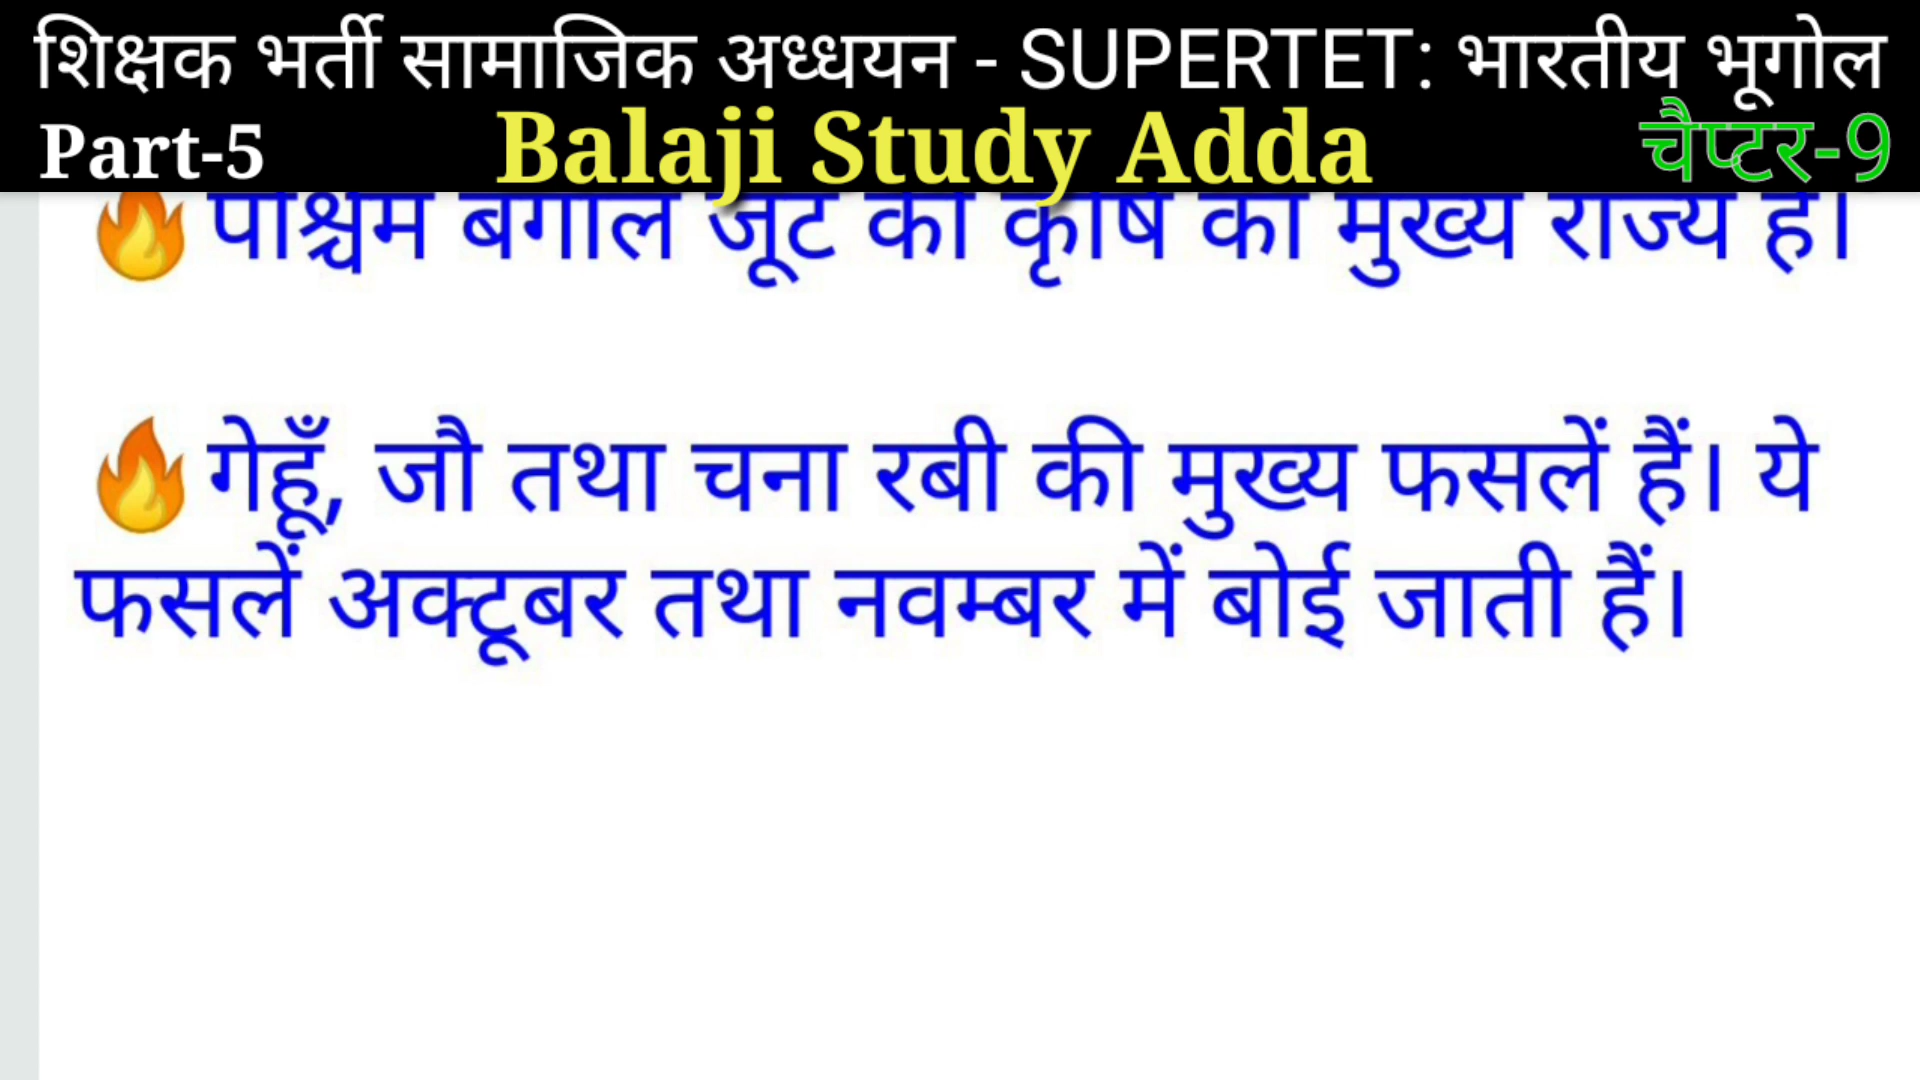 शिक्षक भर्ती सामाजिक अध्धयन - SUPERTET: भारतीय भूगोल
Part-5 Balaji Study Adda चैप्टर-9
🔥पश्चिम बंगाल जूट की कृषि का मुख्य राज्य है।
🔥गेहूँ, जौ तथा चना रबी की मुख्य फसलें हैं। ये
फसलें अक्टूबर तथा नवम्बर में बोई जाती हैं।